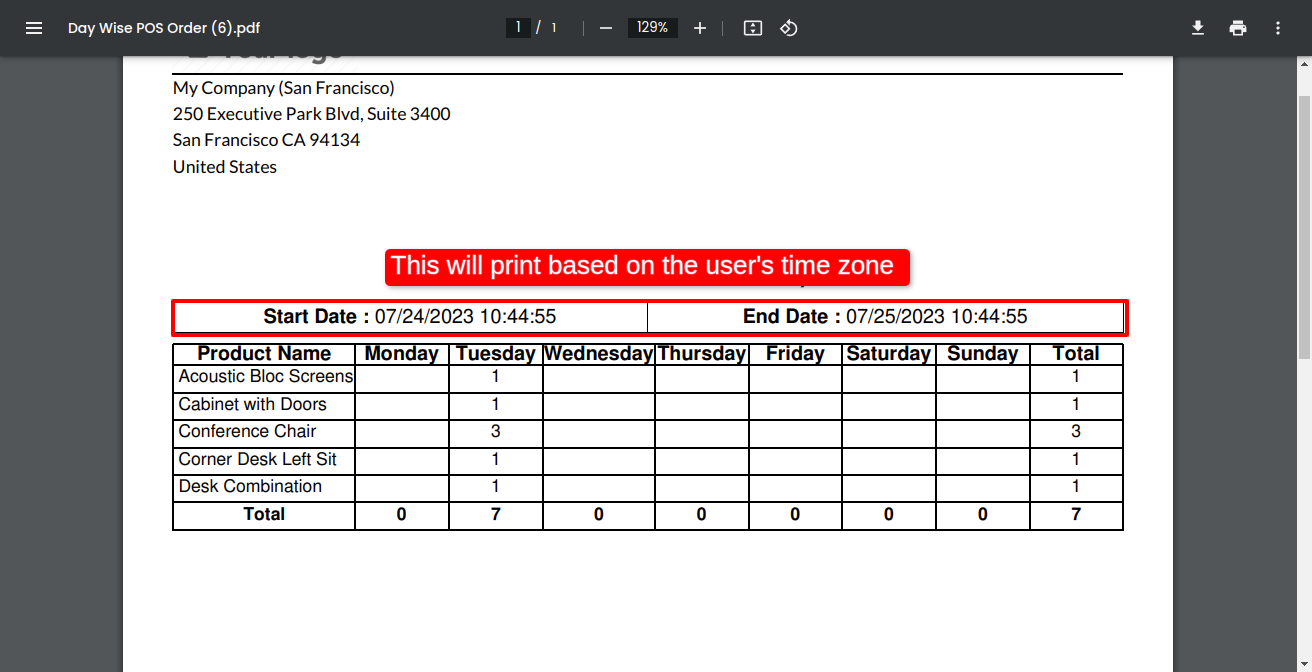 Day Wise POS Order (6).pdf
1 / 1
129%
My Company (San Francisco)
250 Executive Park Blvd, Suite 3400
San Francisco CA 94134
United States
This will print based on the user's time zone
Start Date : 07/24/2023 10:44:55 End Date : 07/25/2023 10:44:55
Product Name Monday Tuesday Wednesday Thursday Friday Saturday Sunday Total
Acoustic Bloc Screens 1 1
Cabinet with Doors 1 1
Conference Chair 3 3
Corner Desk Left Sit 1 1
Desk Combination 1 1
Total 0 7 0 0 0 0 0 7